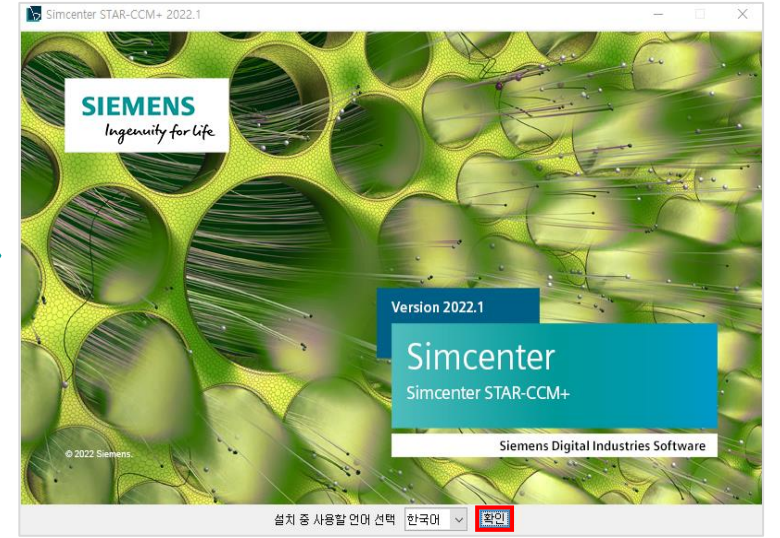 Simcenter STAR-CCM+ 2022.1
SIEMENS
Ingenuity for life
Version 2022.1
Simcenter
Simcenter STAR-CCM+
Siemens Digital Industries Software
© 2022 Siemens.
설치 중 사용할 언어 선택 한국어 확인